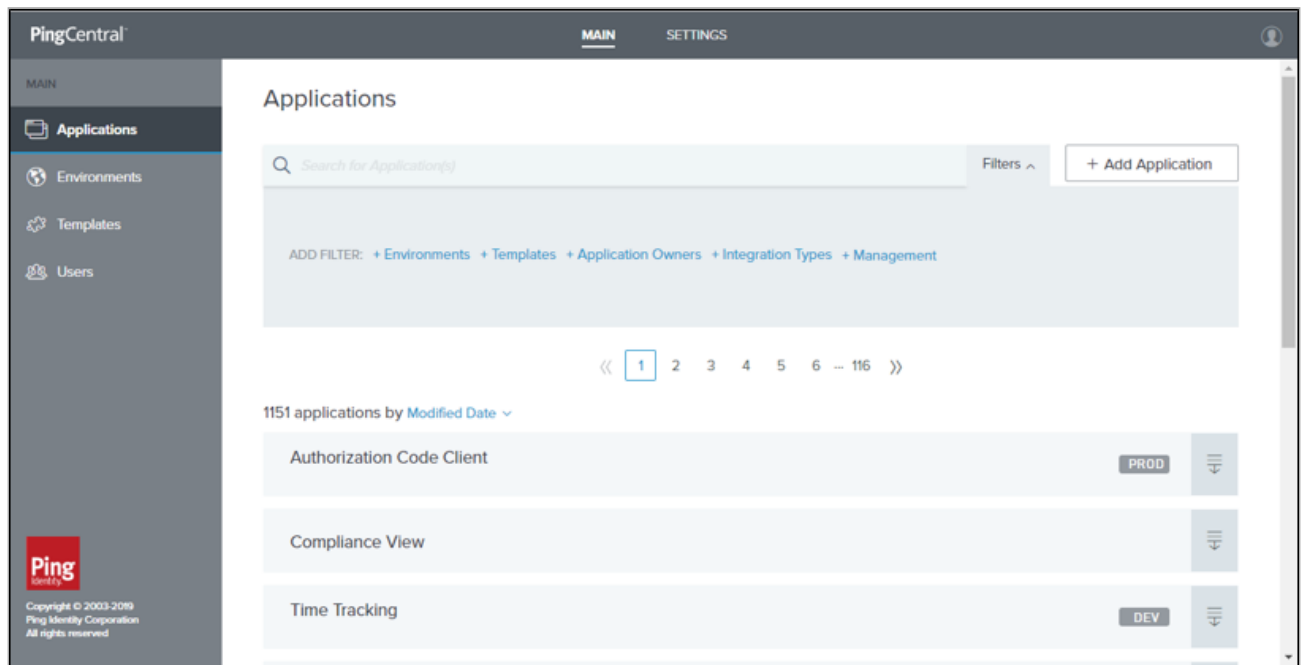 PingCentral
MAIN
SETTINGS
MAIN
Applications
Environments
Templates
Users
Ping
Identity
Copyright © 2003-2019
Ping Identity Corporation
All rights reserved
Applications
Search for Application(s)
Filters
+ Add Application
ADD FILTER: + Environments + Templates + Application Owners + Integration Types + Management
« 1 2 3 4 5 6 ... 116 »
1151 applications by Modified Date
Authorization Code Client
PROD
Compliance View
Time Tracking
DEV